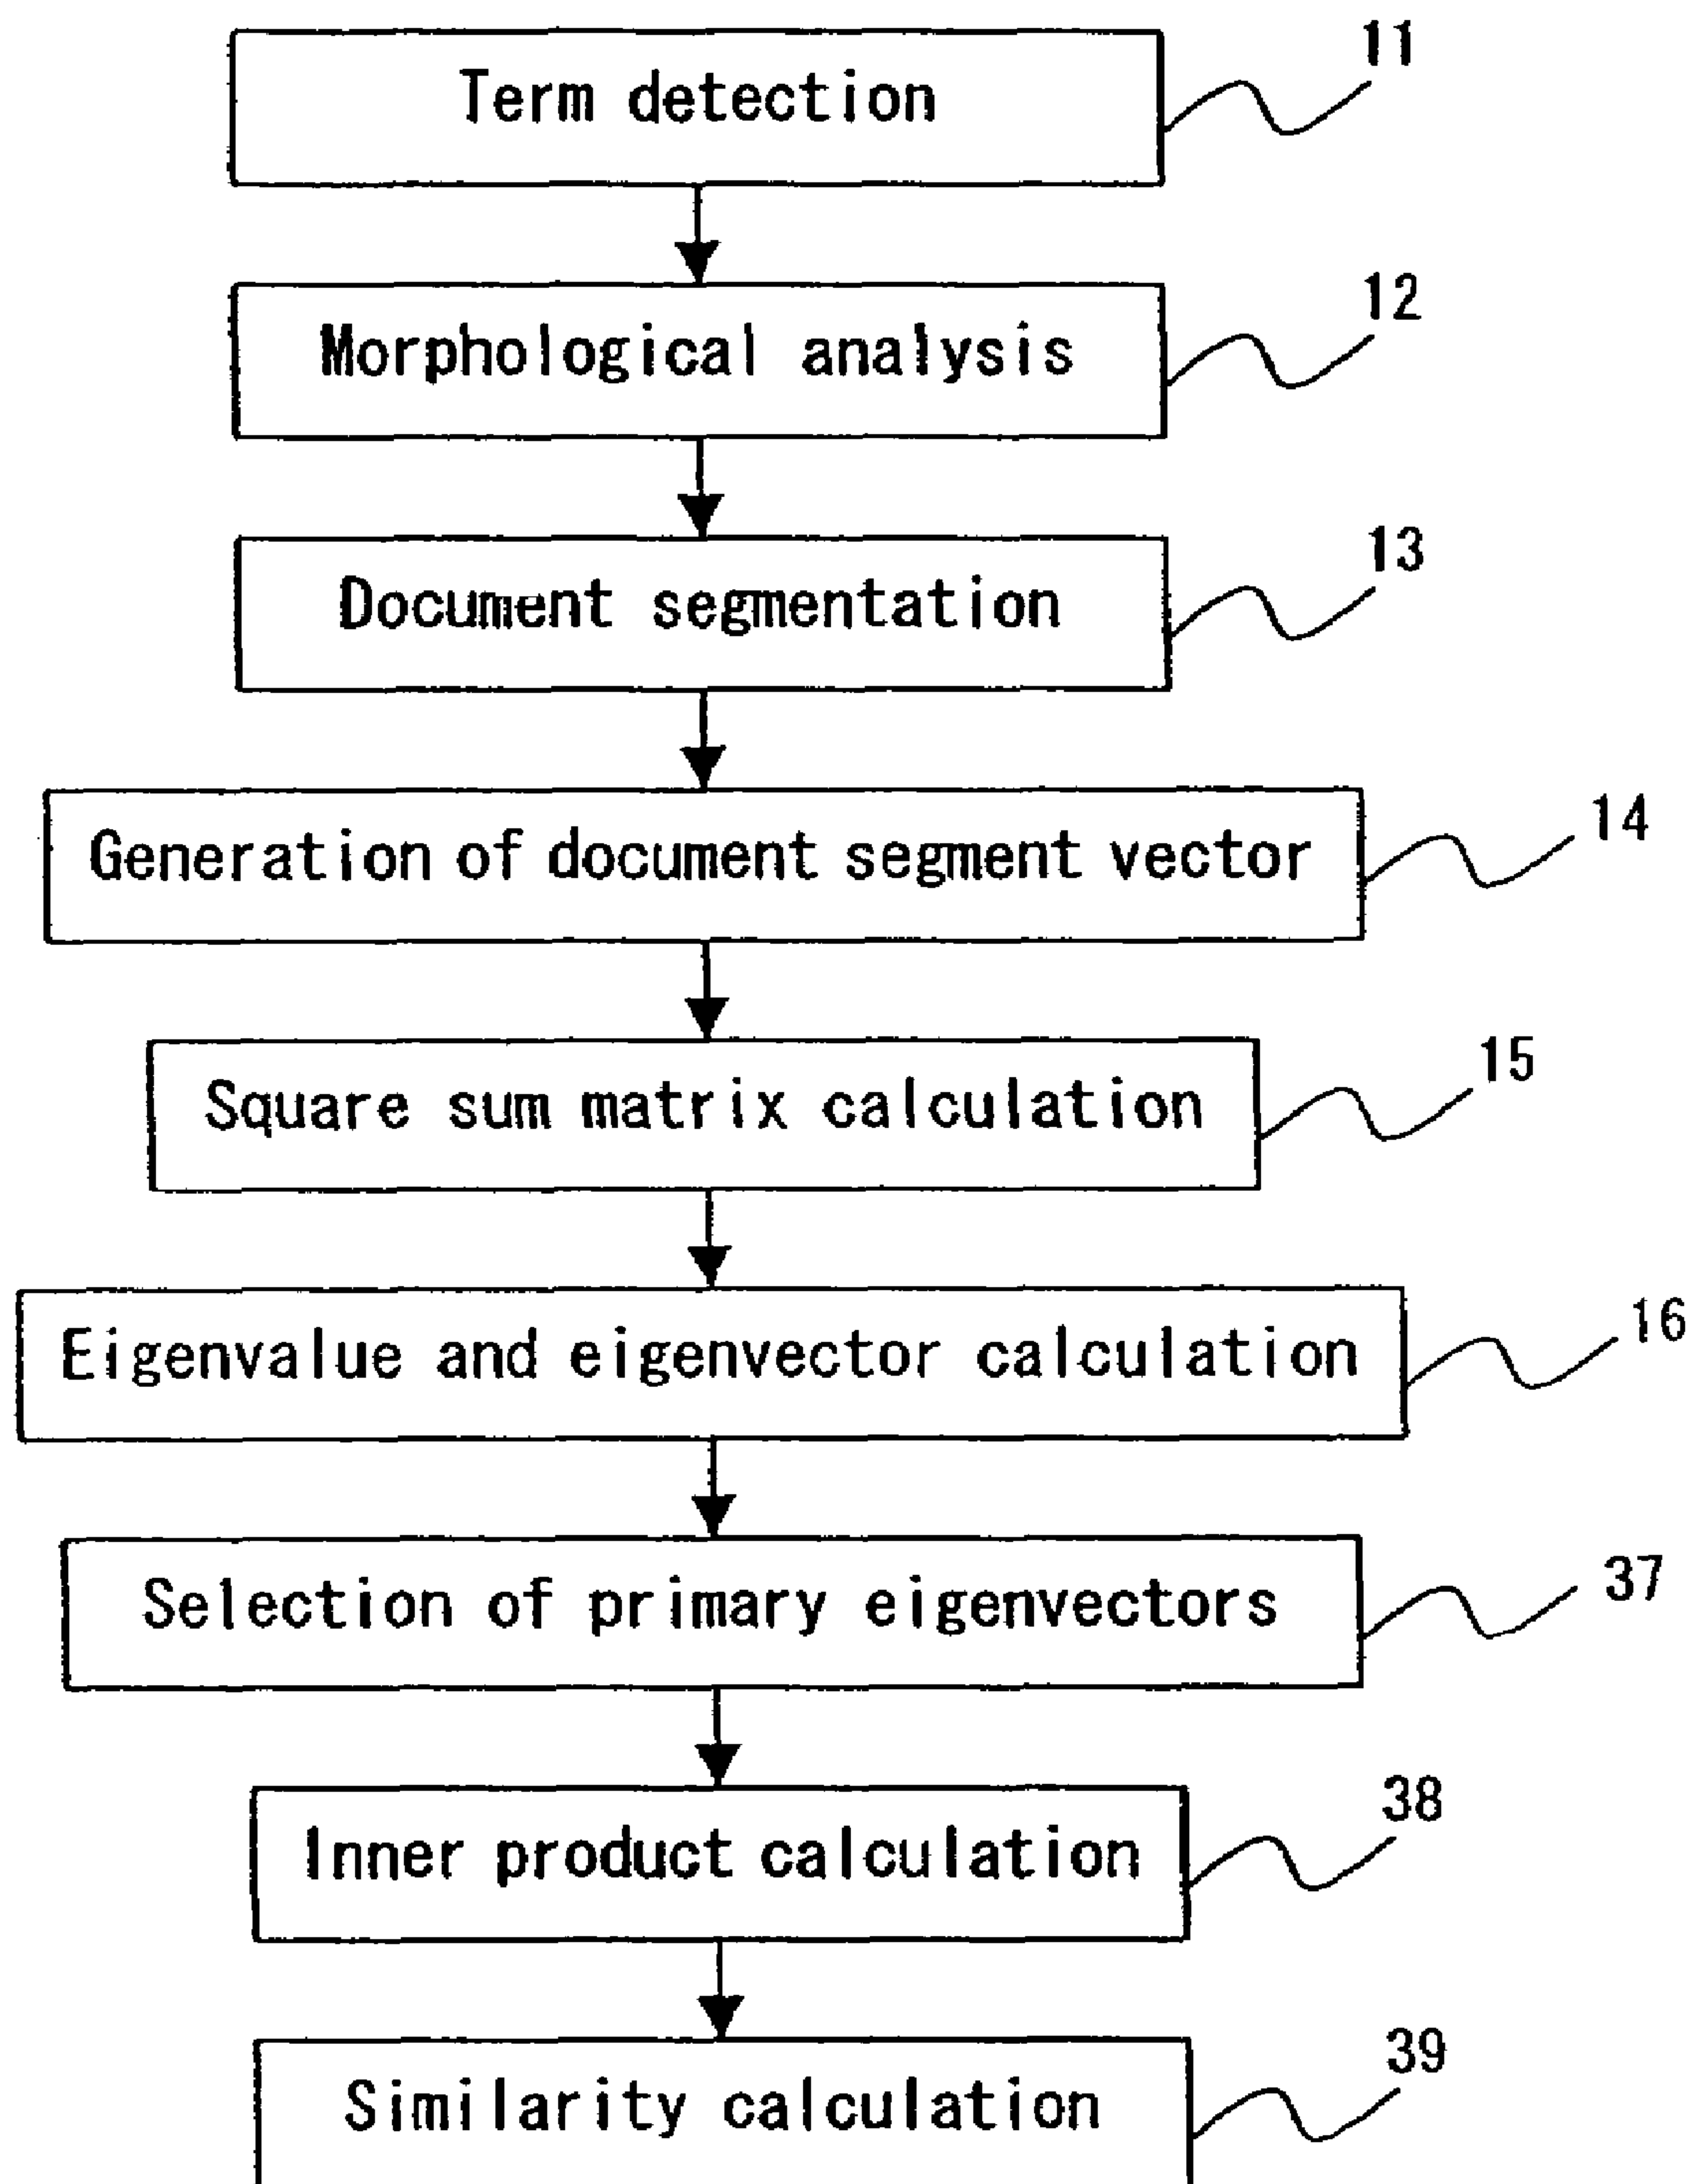 Term detection
11
Morphological analysis
12
Document segmentation
13
Generation of document segment vector
14
Square sum matrix calculation
15
Eigenvalue and eigenvector calculation
16
Selection of primary eigenvectors
37
Inner product calculation
38
Similarity calculation
39